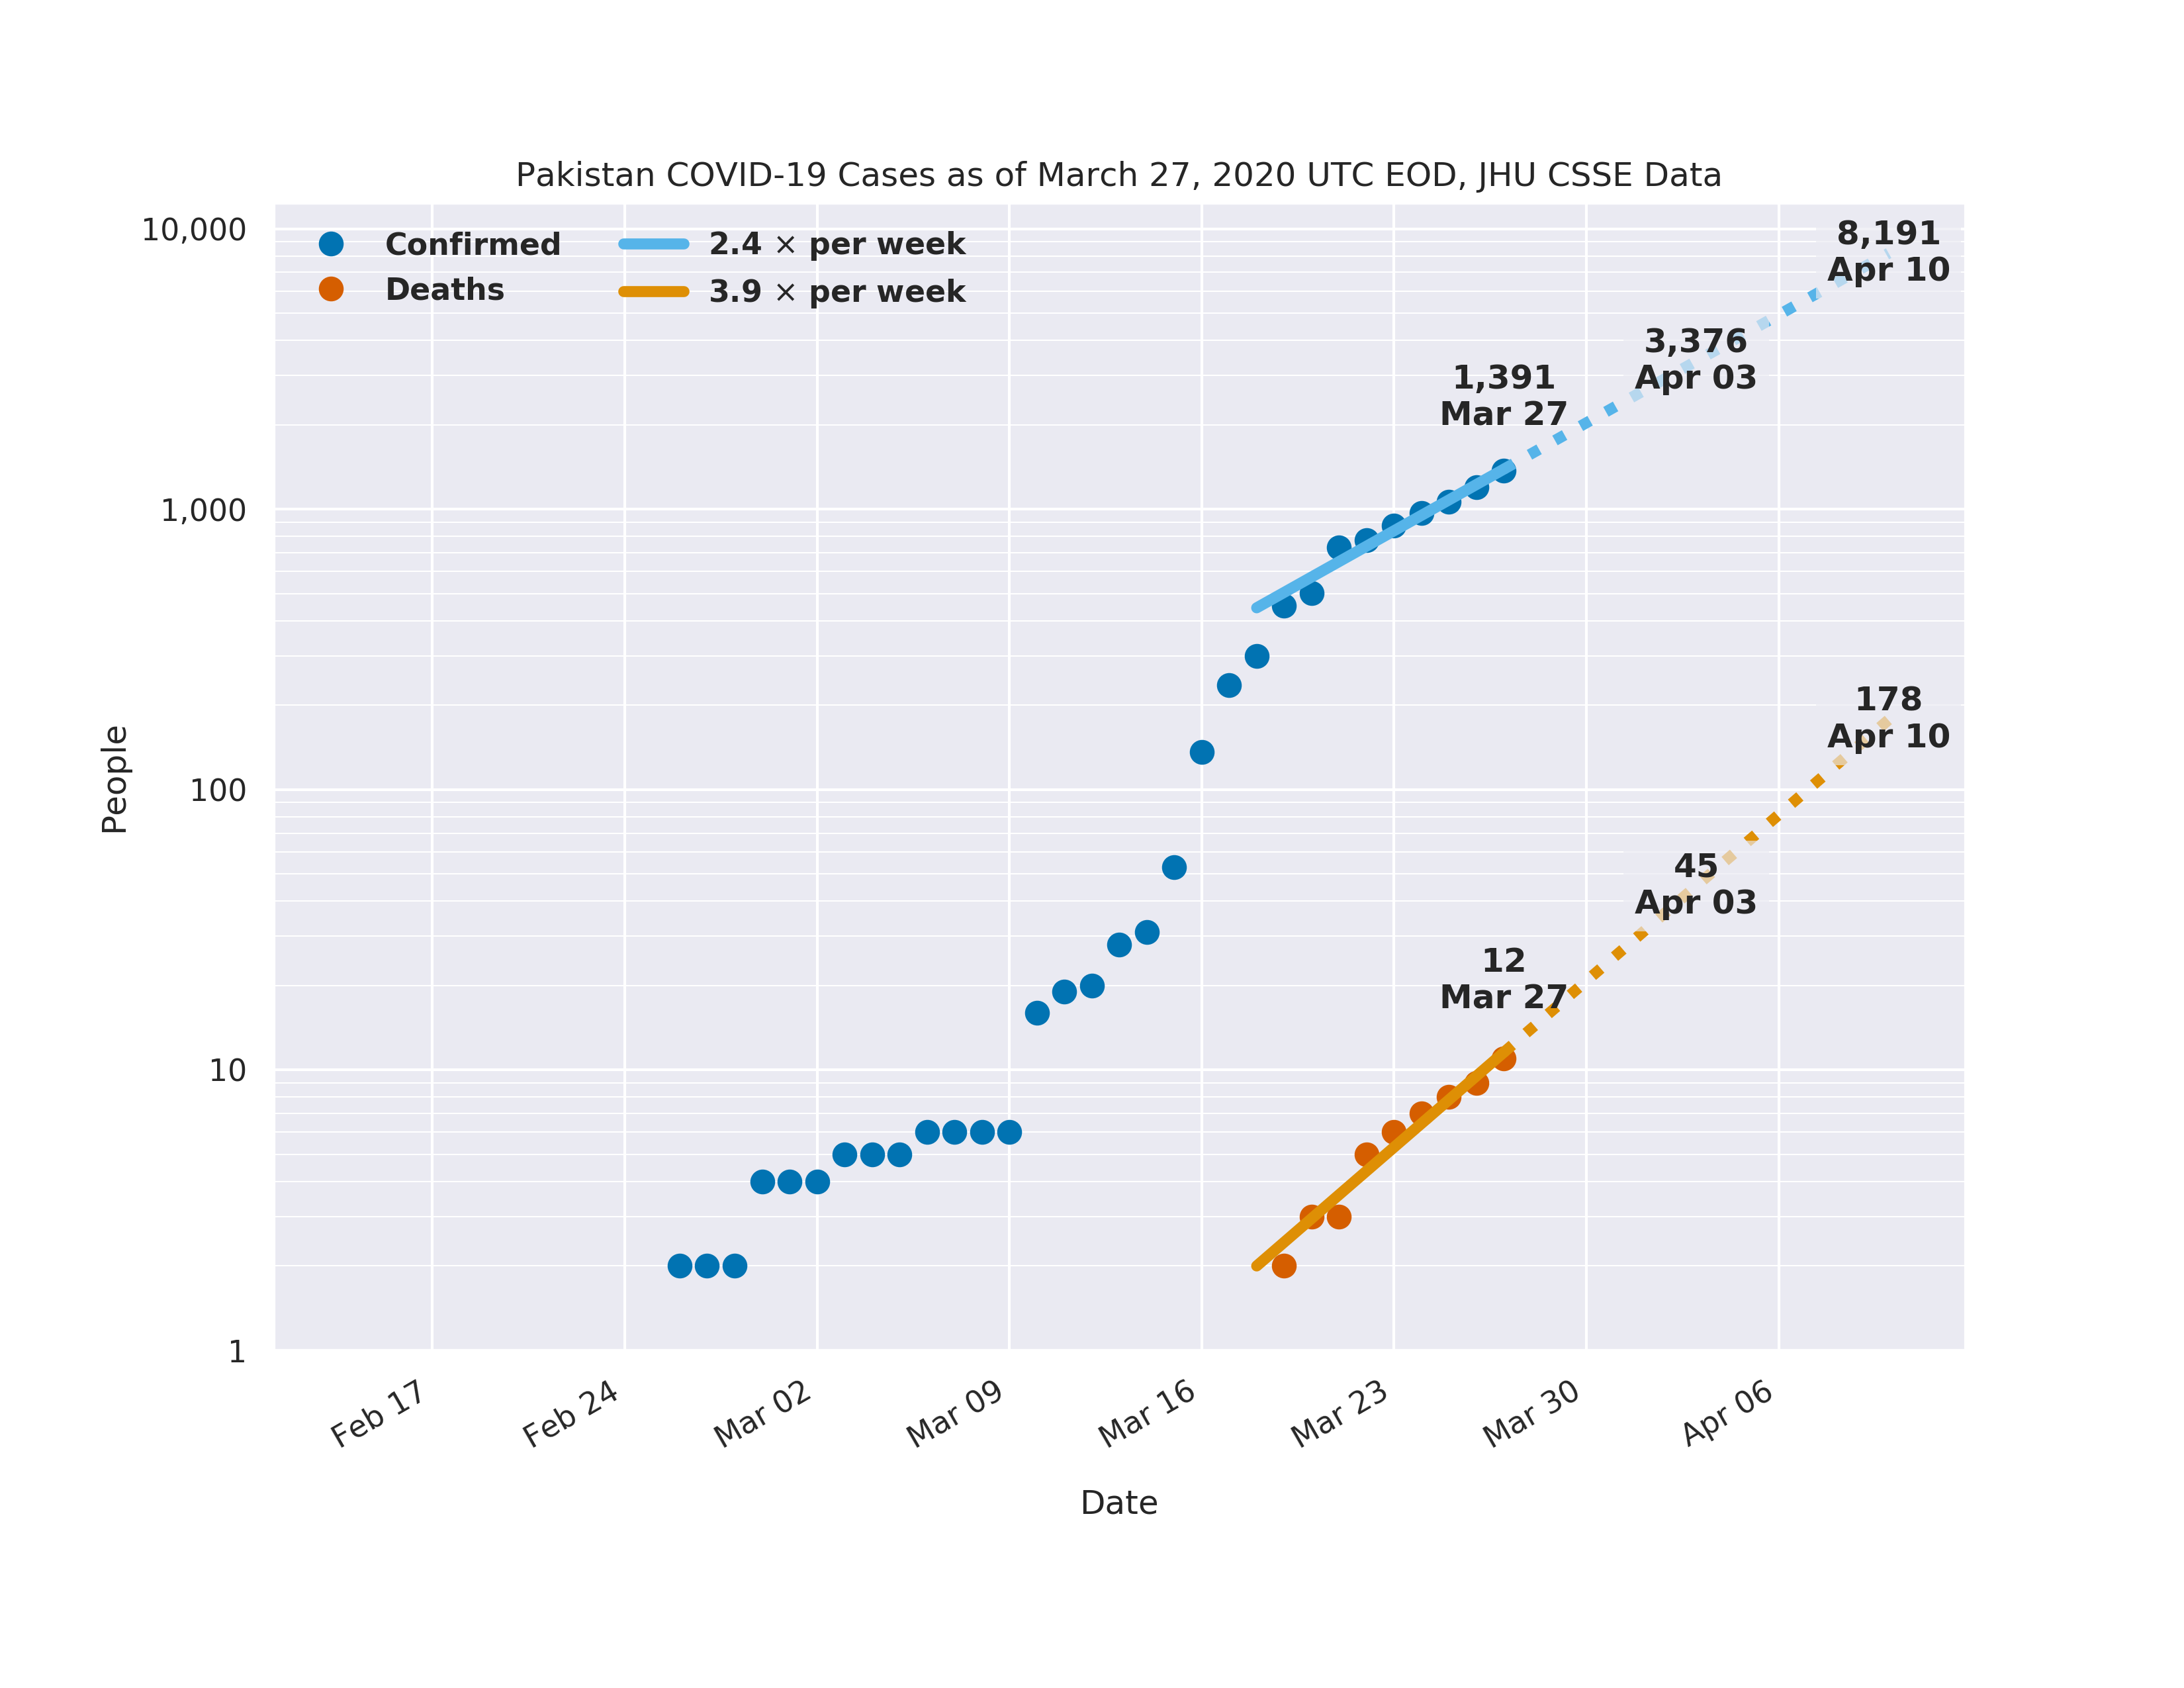 Pakistan COVID-19 Cases as of March 27, 2020 UTC EOD, JHU CSSE Data
Confirmed
Deaths
2.4 × per week
3.9 × per week
8,191
Apr 10
3,376
Apr 03
1,391
Mar 27
178
Apr 10
45
Apr 03
12
Mar 27
People
10,000
1,000
100
10
1
Feb 17
Feb 24
Mar 02
Mar 09
Mar 16
Mar 23
Mar 30
Apr 06
Date